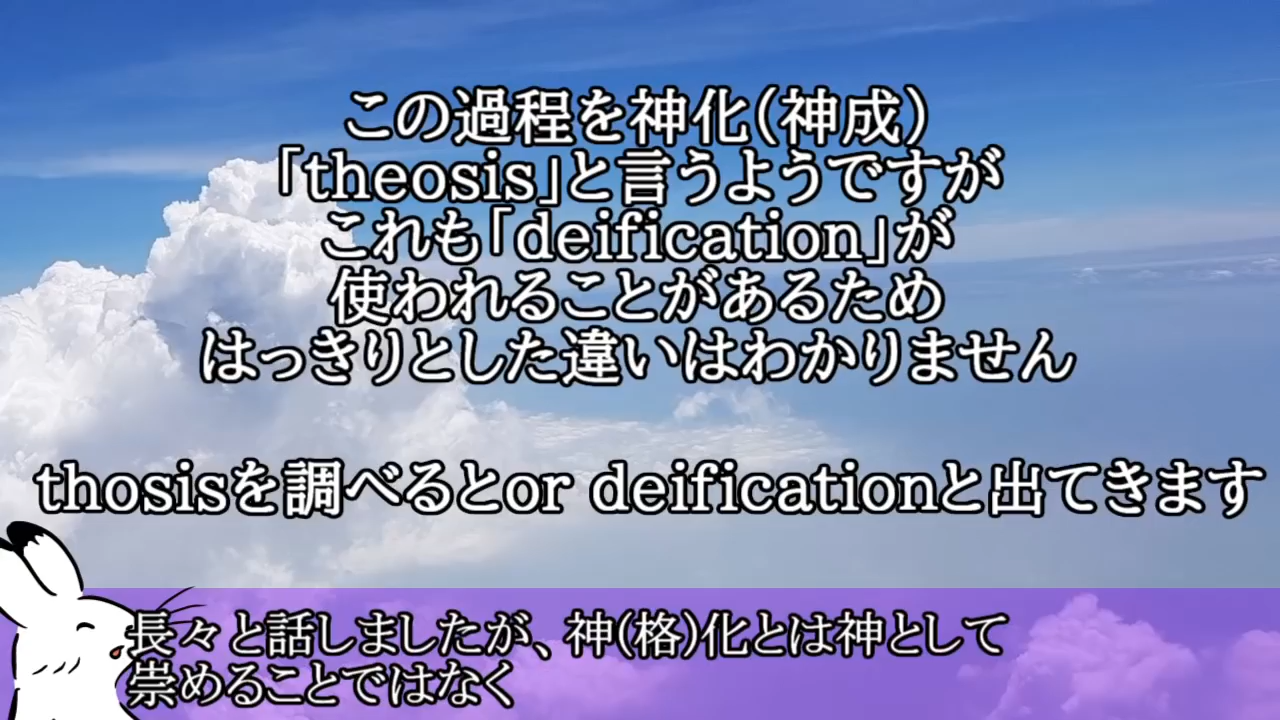 この過程を神化（神成）
「theosis」と言うようですが
これも「deification」が
使われることがあるため
はっきりとした違いはわかりません
thosisを調べるとor deificationと出てきます
長々と話しましたが、神(格)化とは神として
崇めることではなく